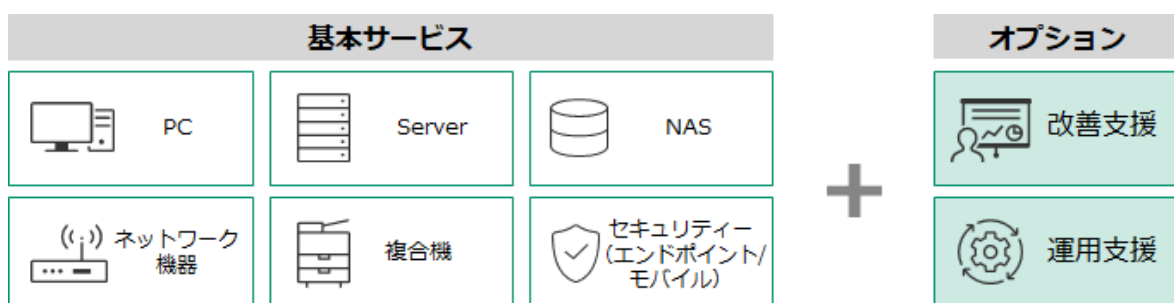 基本サービス
オプション
PC
Server
NAS
改善支援
ネットワーク
機器
複合機
セキュリティー
(エンドポイント/
モバイル)
運用支援